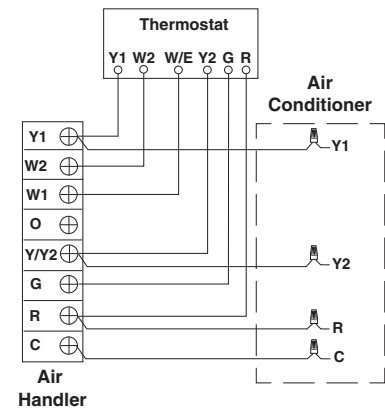 Thermostat
Y1 W2 W/E Y2 G R
Air
Conditioner
Y1
W2
W1
O
Y/Y2
G
R
C
Y1
Y2
R
C
Air
Handler